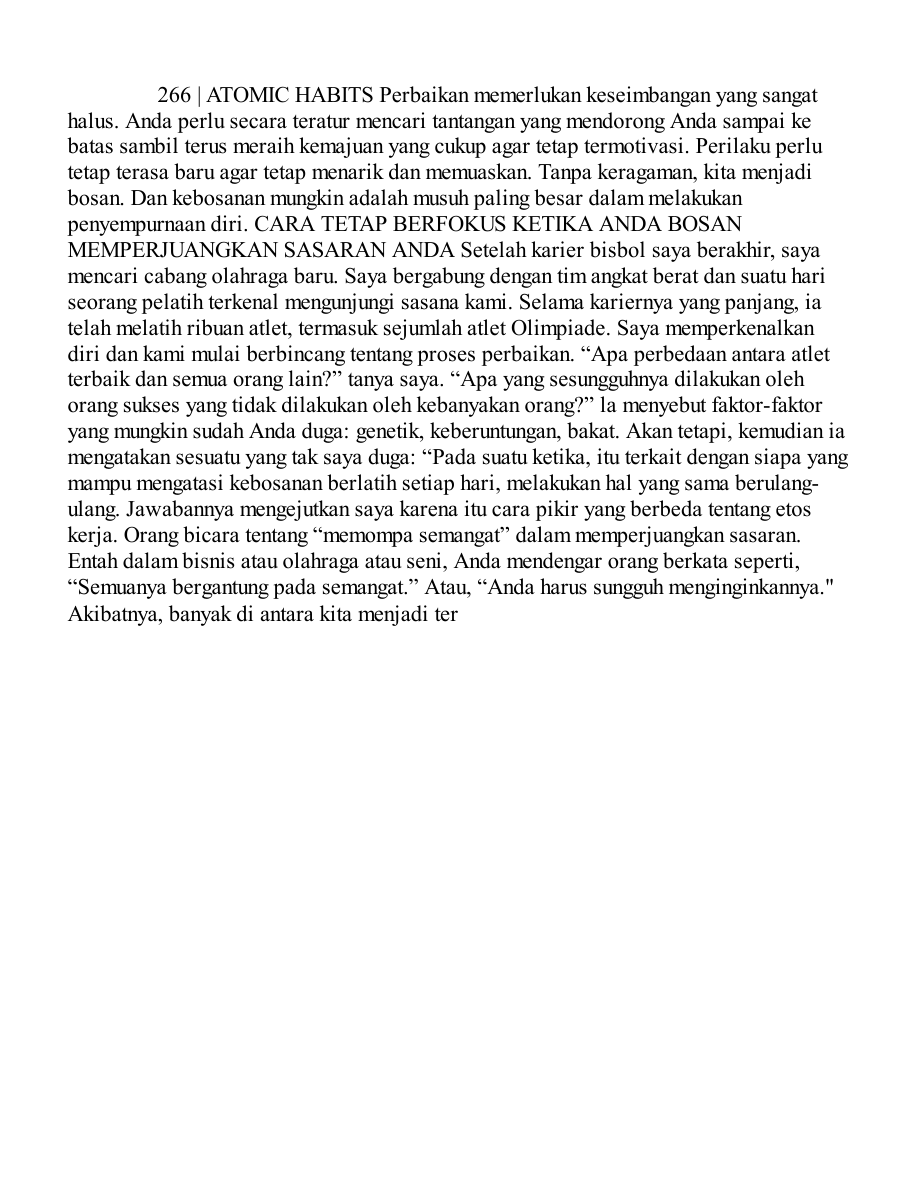 266 | ATOMIC HABITS Perbaikan memerlukan keseimbangan yang sangat
halus. Anda perlu secara teratur mencari tantangan yang mendorong Anda sampai ke
batas sambil terus meraih kemajuan yang cukup agar tetap termotivasi. Perilaku perlu
tetap terasa baru agar tetap menarik dan memuaskan. Tanpa keragaman, kita menjadi
bosan. Dan kebosanan mungkin adalah musuh paling besar dalam melakukan
penyempurnaan diri. CARA TETAP BERFOKUS KETIKA ANDA BOSAN
MEMPERJUANGKAN SASARAN ANDA Setelah karier bisbol saya berakhir, saya
mencari cabang olahraga baru. Saya bergabung dengan tim angkat berat dan suatu hari
seorang pelatih terkenal mengunjungi sasana kami. Selama kariernya yang panjang, ia
telah melatih ribuan atlet, termasuk sejumlah atlet Olimpiade. Saya memperkenalkan
diri dan kami mulai berbincang tentang proses perbaikan. “Apa perbedaan antara atlet
terbaik dan semua orang lain?” tanya saya. “Apa yang sesungguhnya dilakukan oleh
orang sukses yang tidak dilakukan oleh kebanyakan orang?” la menyebut faktor-faktor
yang mungkin sudah Anda duga: genetik, keberuntungan, bakat. Akan tetapi, kemudian ia
mengatakan sesuatu yang tak saya duga: “Pada suatu ketika, itu terkait dengan siapa yang
mampu mengatasi kebosanan berlatih setiap hari, melakukan hal yang sama berulang-
ulang. Jawabannya mengejutkan saya karena itu cara pikir yang berbeda tentang etos
kerja. Orang bicara tentang “memompa semangat” dalam memperjuangkan sasaran.
Entah dalam bisnis atau olahraga atau seni, Anda mendengar orang berkata seperti,
“Semuanya bergantung pada semangat.” Atau, “Anda harus sungguh menginginkannya."
Akibatnya, banyak di antara kita menjadi ter